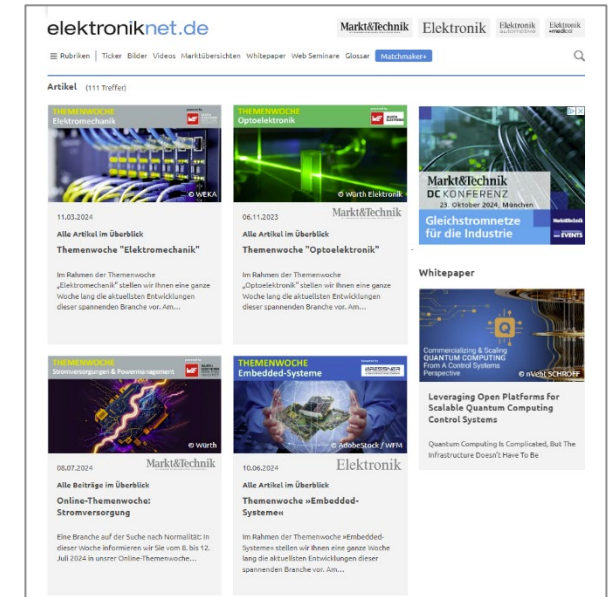 elektroniknet.de
Markt&Technik Elektronik Elektronik automotive Elektronik medical
Rubriken Ticker Bilder Videos Marktübersichten Whitepaper Web Seminare Glossar Matchmaker+
Artikel (111 Treffer)
THEMENWOCHE
Elektromechanik
© WEKA
11.03.2024
Alle Artikel im Überblick
Themenwoche "Elektromechanik"
Im Rahmen der Themenwoche
„Elektromechanik" stellen wir Ihnen eine ganze
Woche lang die aktuellsten Entwicklungen
dieser spannenden Branche vor. Am...
THEMENWOCHE
Optoelektronik
© Würth Elektronik
06.11.2023 Markt&Technik
Alle Artikel im Überblick
Themenwoche "Optoelektronik"
Im Rahmen der Themenwoche
„Optoelektronik" stellen wir Ihnen eine ganze
Woche lang die aktuellsten Entwicklungen
dieser spannenden Branche vor. Am...
Markt&Technik
DC KONFERENZ
23. Oktober 2024, München
Gleichstromnetze
für die Industrie
Markt&Technik
EVENTS
Whitepaper
Commercializing & Scaling
QUANTUM COMPUTING
From A Control Systems
Perspective
© nVent SCHROFF
Leveraging Open Platforms for
Scalable Quantum Computing
Control Systems
Quantum Computing Is Complicated, But The
Infrastructure Doesn't Have To Be
THEMENWOCHE
Stromversorgungen & Powermanagement
© Würth
08.07.2024 Markt&Technik
Alle Beiträge im Überblick
Online-Themenwoche:
Stromversorgung
Eine Branche auf der Suche nach Normalität: In
dieser Woche informieren wir Sie vom 8. bis 12.
Juli 2024 in unsrer Online-Themenwoche...
THEMENWOCHE
Embedded-Systeme
BRESSNER
© AdobeStock / WFM
10.06.2024 Elektronik
Alle Artikel im Überblick
Themenwoche »Embedded-
Systeme«
Im Rahmen der Themenwoche »Embedded-
Systeme« stellen wir Ihnen eine ganze Woche
lang die aktuellsten Entwicklungen dieser
spannenden Branche vor. Am...